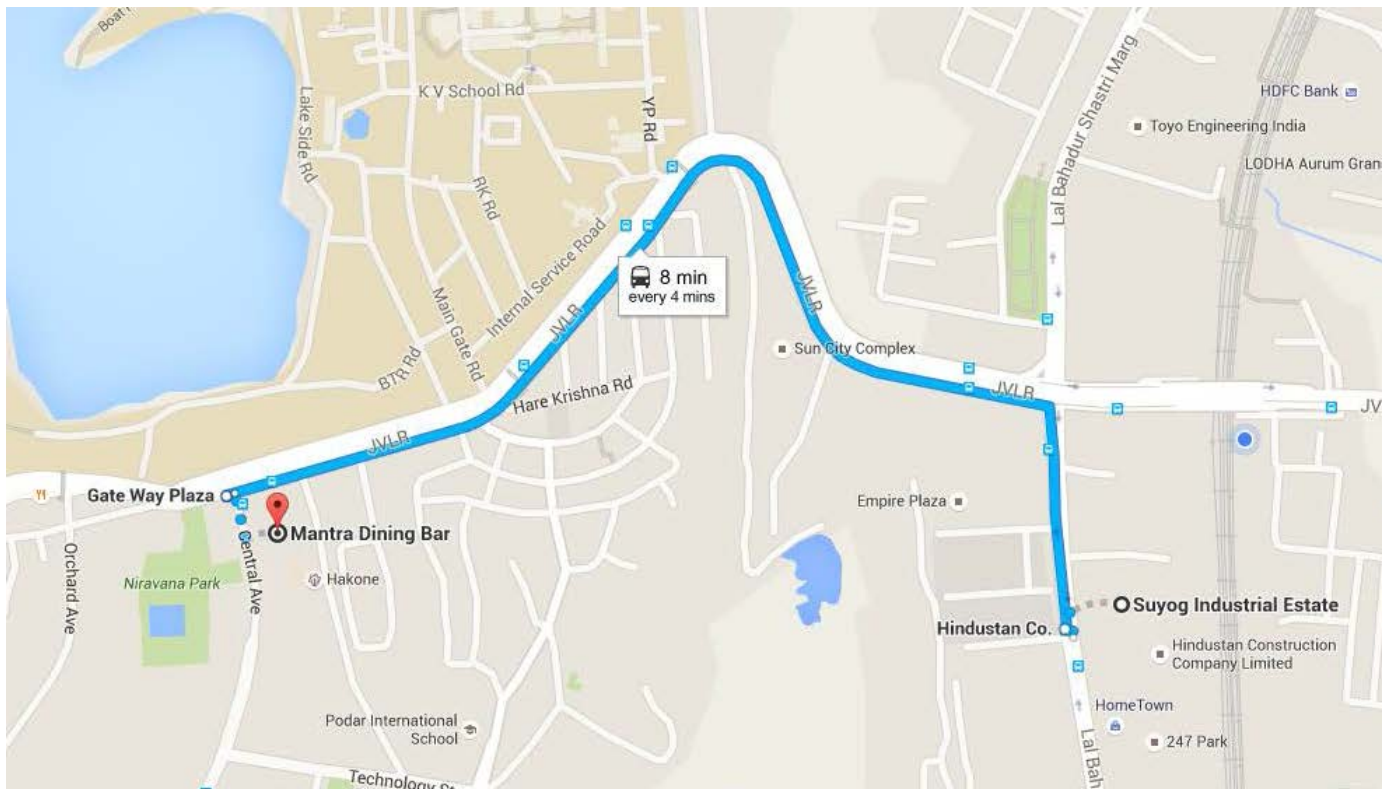 Boat
K V School Rd
Lake Side Rd
YP Rd
Lal Bahadur Shastri Marg
HDFC Bank
Toyo Engineering India
LODHA Aurum Gran
RK Rd
Internal Service Road
8 min
every 4 mins
JVLR
JVLR
Main Gate Rd
Sun City Complex
BTR Rd
Hare Krishna Rd
JVLR
JV
JVLR
Gate Way Plaza
Empire Plaza
Mantra Dining Bar
Orchard Ave
Niravana Park
Central Ave
Hakone
Suyog Industrial Estate
Hindustan Co.
Hindustan Construction
Company Limited
HomeTown
Podar International
School
247 Park
Lal Bah
Technology St